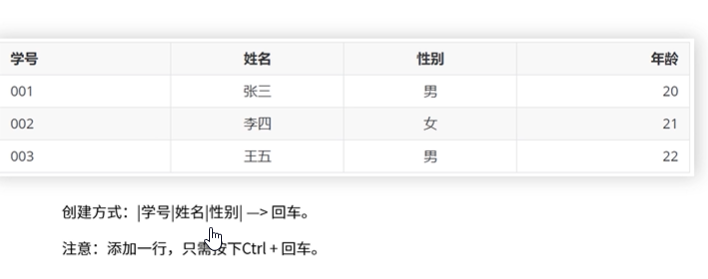 学号 姓名 性别 年龄
001 张三 男 20
002 李四 女 21
003 王五 男 22
创建方式：|学号|姓名|性别| —> 回车。
注意：添加一行，只需按下Ctrl + 回车。